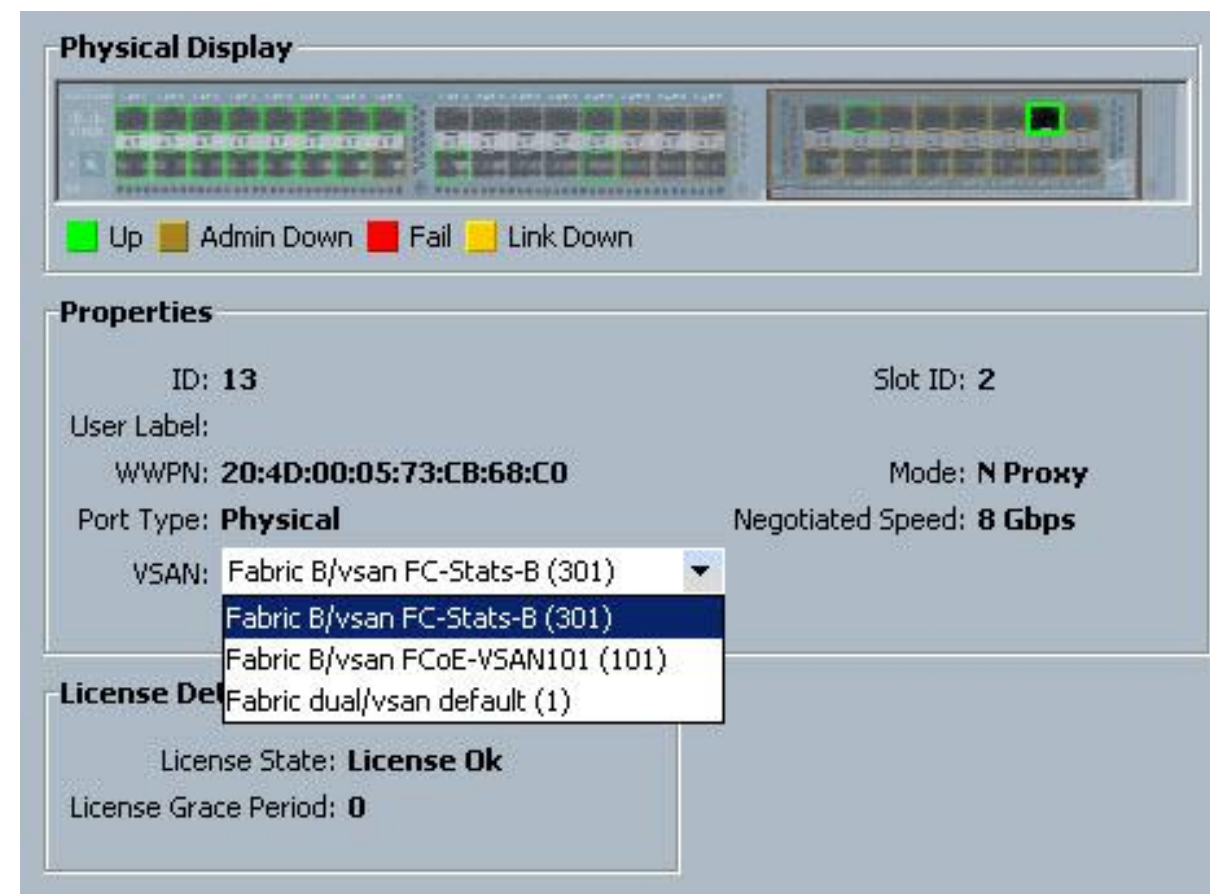 Physical Display
Up Admin Down Fail Link Down
Properties
ID: 13 Slot ID: 2
User Label:
WWPN: 20:4D:00:05:73:CB:68:C0 Mode: N Proxy
Port Type: Physical Negotiated Speed: 8 Gbps
VSAN: Fabric B/vsan FC-Stats-B (301)
Fabric B/vsan FC-Stats-B (301)
Fabric B/vsan FCoE-VSAN101 (101)
Fabric dual/vsan default (1)
License De
License State: License Ok
License Grace Period: 0